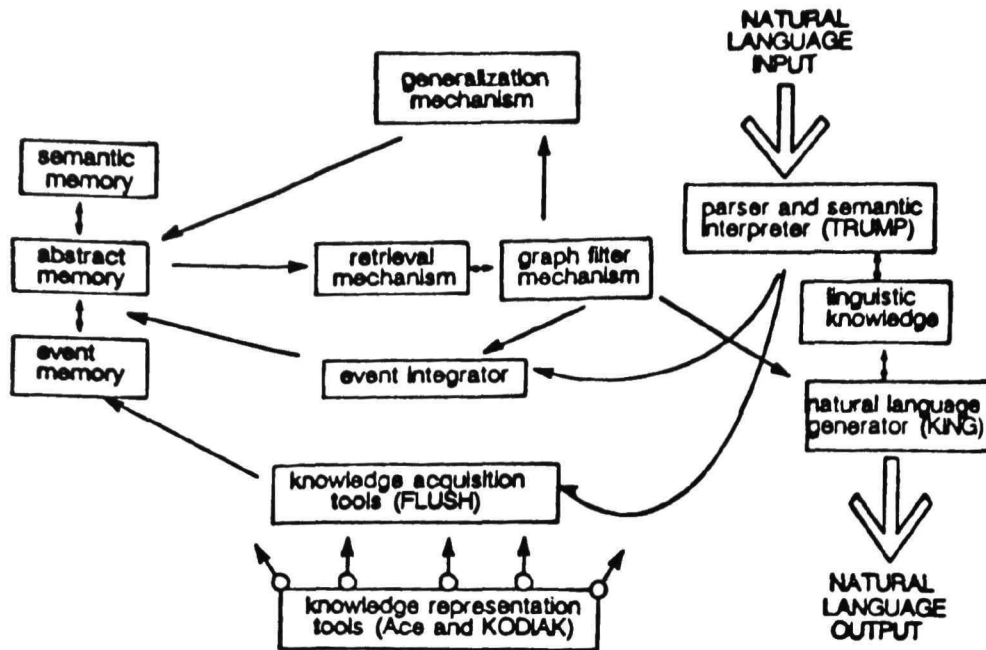 NATURAL
LANGUAGE
INPUT
generalization
mechanism
semantic
memory
parser and semantic
interpreter (TRUMP)
abstract
memory
retrieval
mechanism
graph filter
mechanism
linguistic
knowledge
event
memory
event integrator
natural language
generator (KING)
knowledge acquisition
tools (FLUSH)
knowledge representation
tools (Ace and KODIAK)
NATURAL
LANGUAGE
OUTPUT